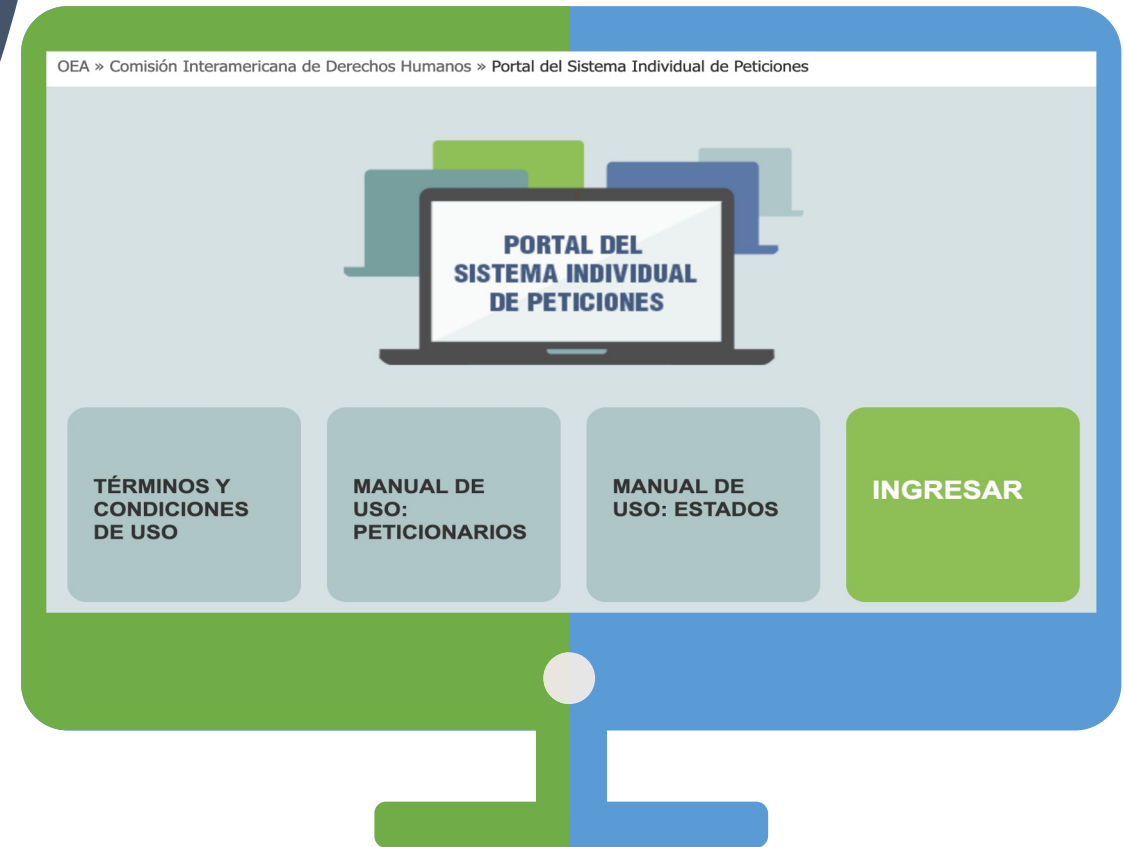 OEA » Comisión Interamericana de Derechos Humanos » Portal del Sistema Individual de Peticiones
PORTAL DEL
SISTEMA INDIVIDUAL
DE PETICIONES
TÉRMINOS Y
CONDICIONES
DE USO
MANUAL DE
USO:
PETICIONARIOS
MANUAL DE
USO: ESTADOS
INGRESAR